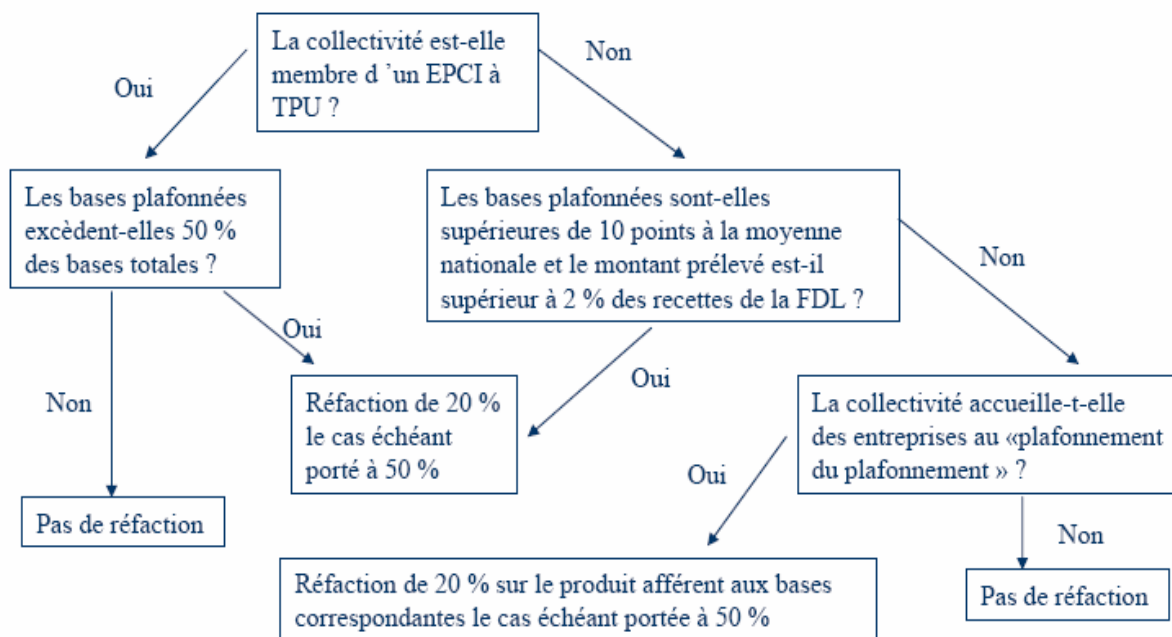 La collectivité est-elle
membre d ’un EPCI à
TPU ?
Oui
Non
Les bases plafonnées
excèdent-elles 50 %
des bases totales ?
Les bases plafonnées sont-elles
supérieures de 10 points à la moyenne
nationale et le montant prélevé est-il
supérieur à 2 % des recettes de la FDL ?
Non
Oui
Oui
Non
Réfaction de 20 %
le cas échéant
porté à 50 %
La collectivité accueille-t-elle
des entreprises au «plafonnement
du plafonnement » ?
Oui
Non
Pas de réfaction
Réfaction de 20 % sur le produit afférent aux bases
correspondantes le cas échéant portée à 50 %
Pas de réfaction